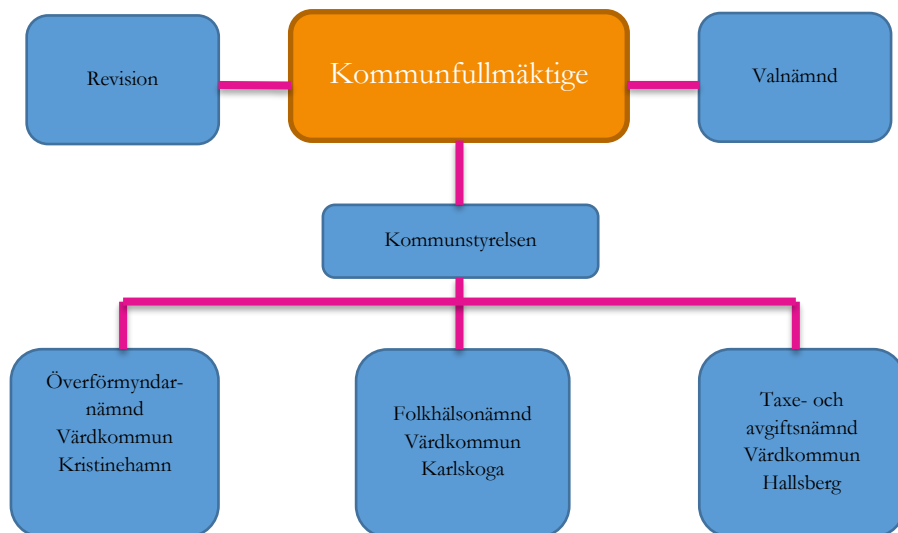 Revision
Kommunfullmäktige
Valnämnd
Kommunstyrelsen
Överförmyndar-
nämnd
Värdkommun
Kristinehamn
Folkhälsonämnd
Värdkommun
Karlskoga
Taxe- och
avgiftsnämnd
Värdkommun
Hallsberg